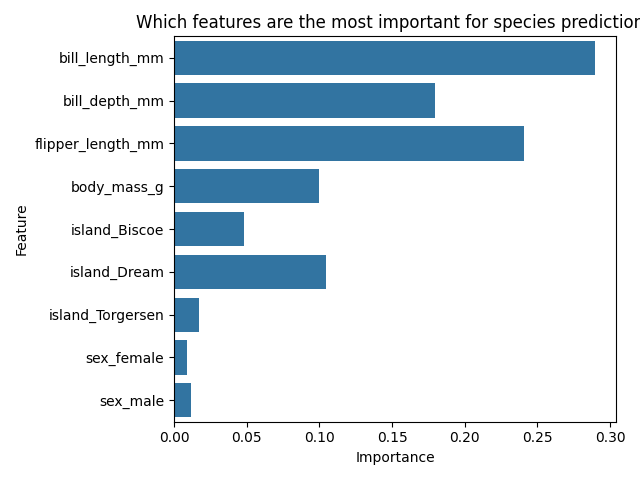 Which features are the most important for species prediction
bill_length_mm
bill_depth_mm
flipper_length_mm
body_mass_g
island_Biscoe
island_Dream
island_Torgersen
sex_female
sex_male
Feature
0.00 0.05 0.10 0.15 0.20 0.25 0.30
Importance